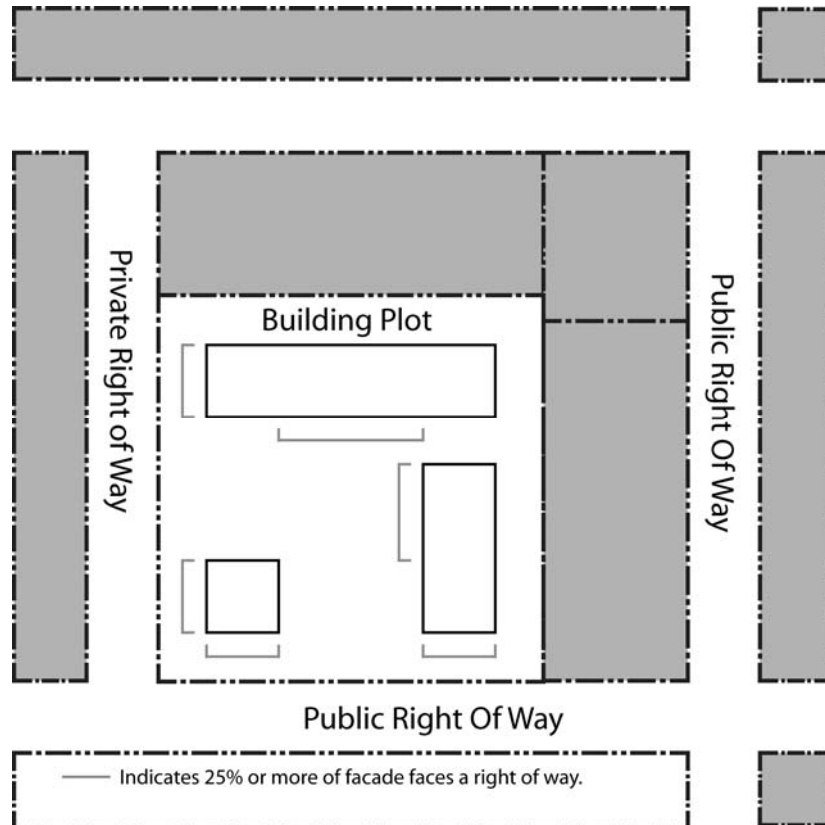 Building Plot
Private Right of Way
Public Right Of Way
Public Right Of Way
Indicates 25% or more of facade faces a right of way.